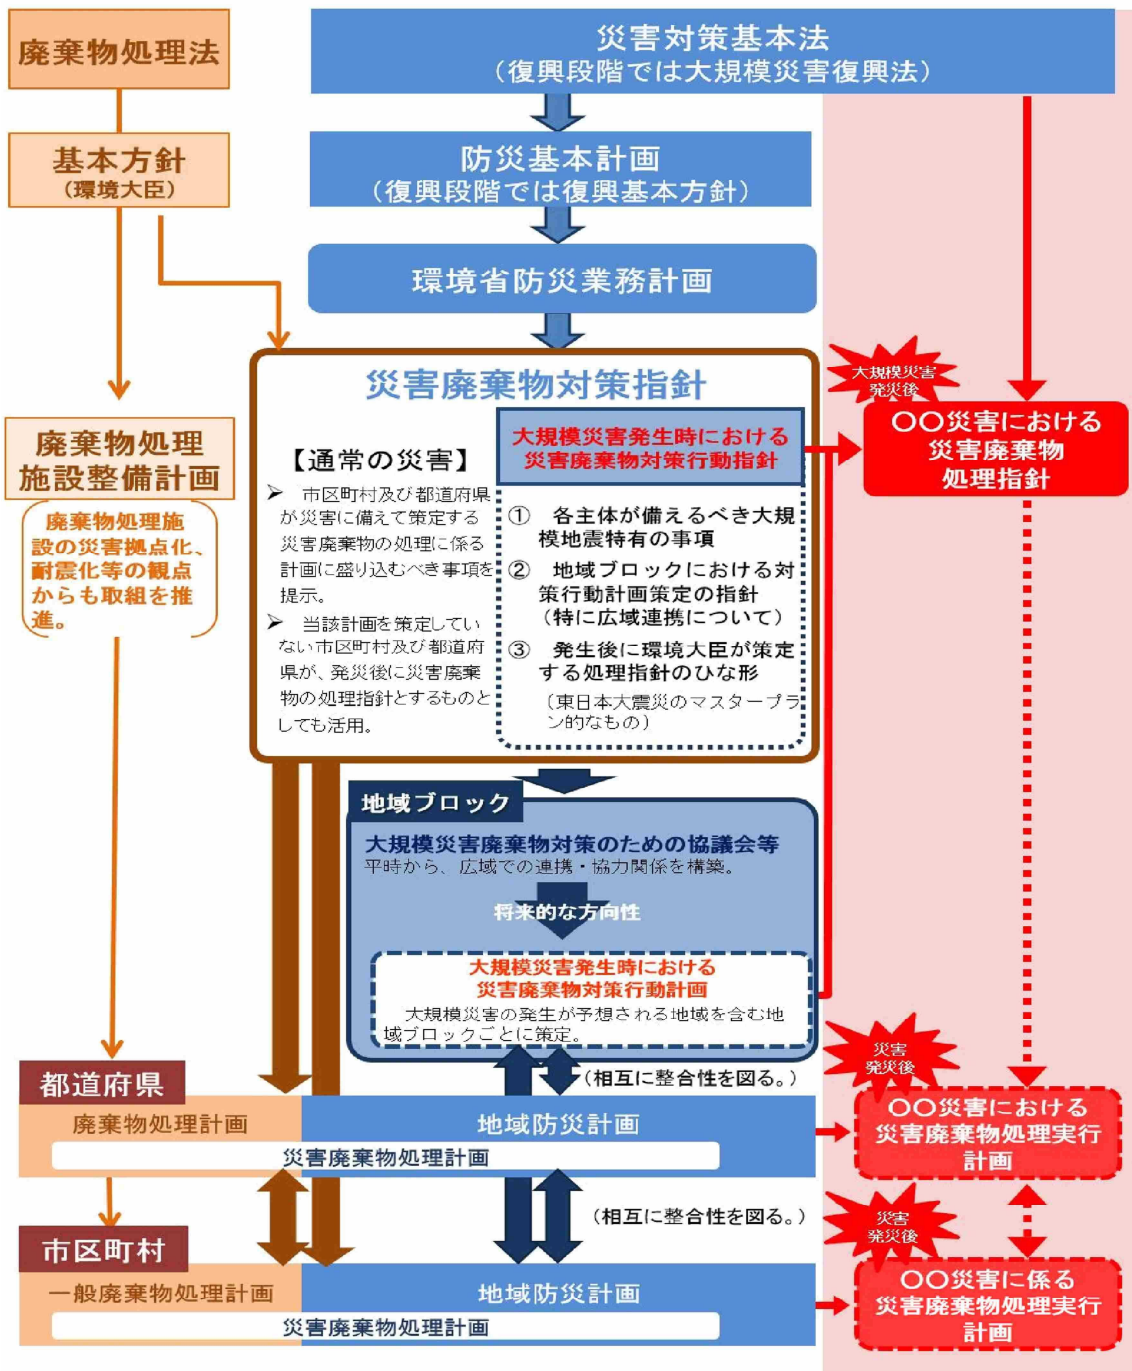 廃棄物処理法
災害対策基本法
（復興段階では大規模災害復興法）
基本方針
（環境大臣）
防災基本計画
（復興段階では復興基本方針）
環境省防災業務計画
災害廃棄物対策指針
【通常の災害】
➢ 市区町村及び都道府県
が災害に備えて策定する
災害廃棄物の処理に係る
計画に盛り込むべき事項を
提示。
➢ 当該計画を策定してい
ない市区町村及び都道府
県が、発災後に災害廃棄
物の処理指針とするものと
しても活用。
大規模災害発生時における
災害廃棄物対策行動指針
① 各主体が備えるべき大規
模地震特有の事項
② 地域ブロックにおける対
策行動計画策定の指針
（特に広域連携について）
③ 発生後に環境大臣が策定
する処理指針のひな形
（東日本大震災のマスタープラ
ン的なもの）
大規模災害
発災後
〇〇災害における
災害廃棄物
処理指針
廃棄物処理
施設整備計画
廃棄物処理施
設の災害拠点化、
耐震化等の観点
からも取組を推
進。
地域ブロック
大規模災害廃棄物対策のための協議会等
平時から、広域での連携・協力関係を構築。
将来的な方向性
大規模災害発生時における
災害廃棄物対策行動計画
大規模災害の発生が予想される地域を含む地
域ブロックごとに策定。
（相互に整合性を図る。）
災害
発災後
都道府県
廃棄物処理計画
地域防災計画
災害廃棄物処理計画
〇〇災害における
災害廃棄物処理実行
計画
（相互に整合性を図る。）
災害
発災後
市区町村
一般廃棄物処理計画
地域防災計画
災害廃棄物処理計画
〇〇災害に係る
災害廃棄物処理実行
計画